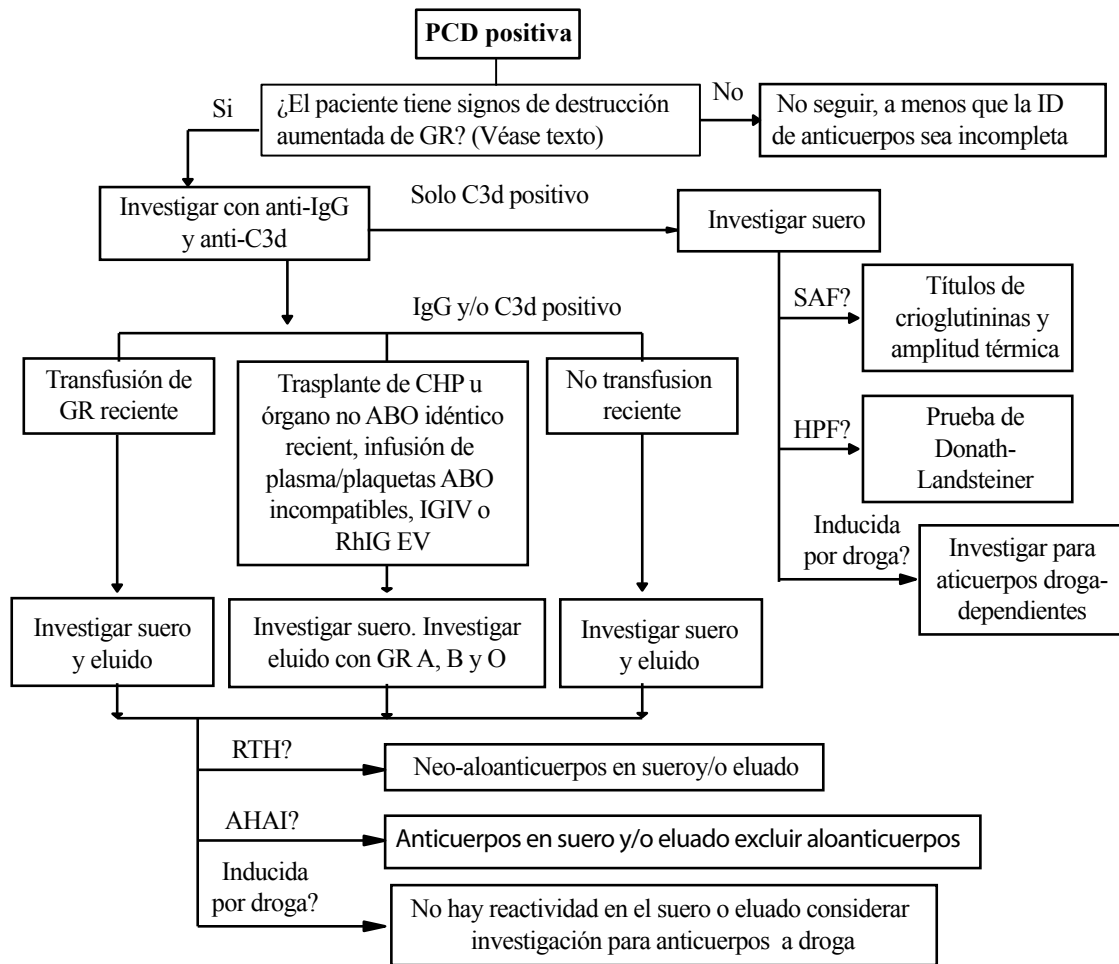 PCD positiva
Si
¿El paciente tiene signos de destrucción
aumentada de GR? (Véase texto)
No
No seguir, a menos que la ID
de anticuerpos sea incompleta
Investigar con anti-IgG
y anti-C3d
Solo C3d positivo
Investigar suero
SAF?
Títulos de
crioglutininas y
amplitud térmica
HPF?
Prueba de
Donath-
Landsteiner
Inducida
por droga?
Investigar para
aticuerpos droga-
dependientes
IgG y/o C3d positivo
Transfusión de
GR reciente
Trasplante de CHP u
órgano no ABO idéntico
recient, infusión de
plasma/plaquetas ABO
incompatibles, IGIV o
RhIG EV
No transfusion
reciente
Investigar suero
y eluido
Investigar suero. Investigar
eluido con GR A, B y O
Investigar suero
y eluido
RTH?
Neo-aloanticuerpos en sueroy/o eluado
AHAI?
Anticuerpos en suero y/o eluado excluir aloanticuerpos
Inducida
por droga?
No hay reactividad en el suero o eluado considerar
investigación para anticuerpos a droga